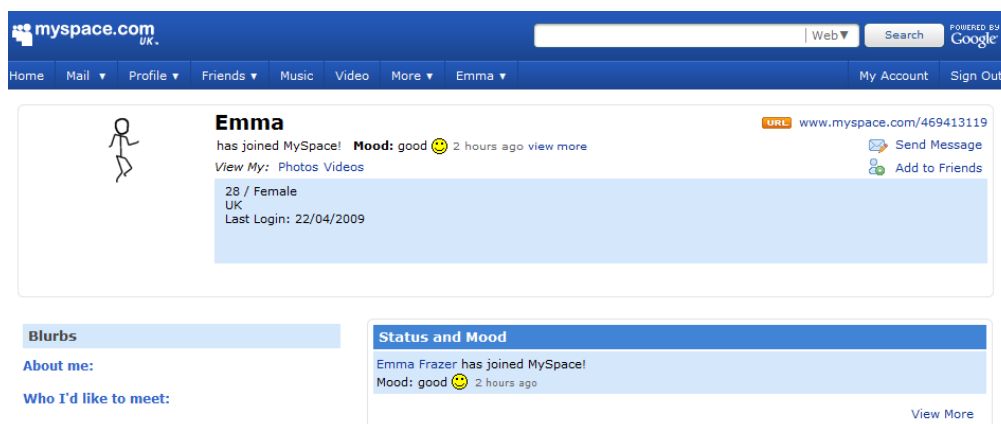 myspace.com
UK.
Web▼ Search POWERED BY Google
Home Mail ▼ Profile ▼ Friends ▼ Music Video More ▼ Emma ▼ My Account Sign Out
Emma
has joined MySpace! Mood: good 2 hours ago view more
View My: Photos Videos
28 / Female
UK
Last Login: 22/04/2009
URL www.myspace.com/469413119
Send Message
Add to Friends
Blurbs
About me:
Who I'd like to meet:
Status and Mood
Emma Frazer has joined MySpace!
Mood: good 2 hours ago
View More